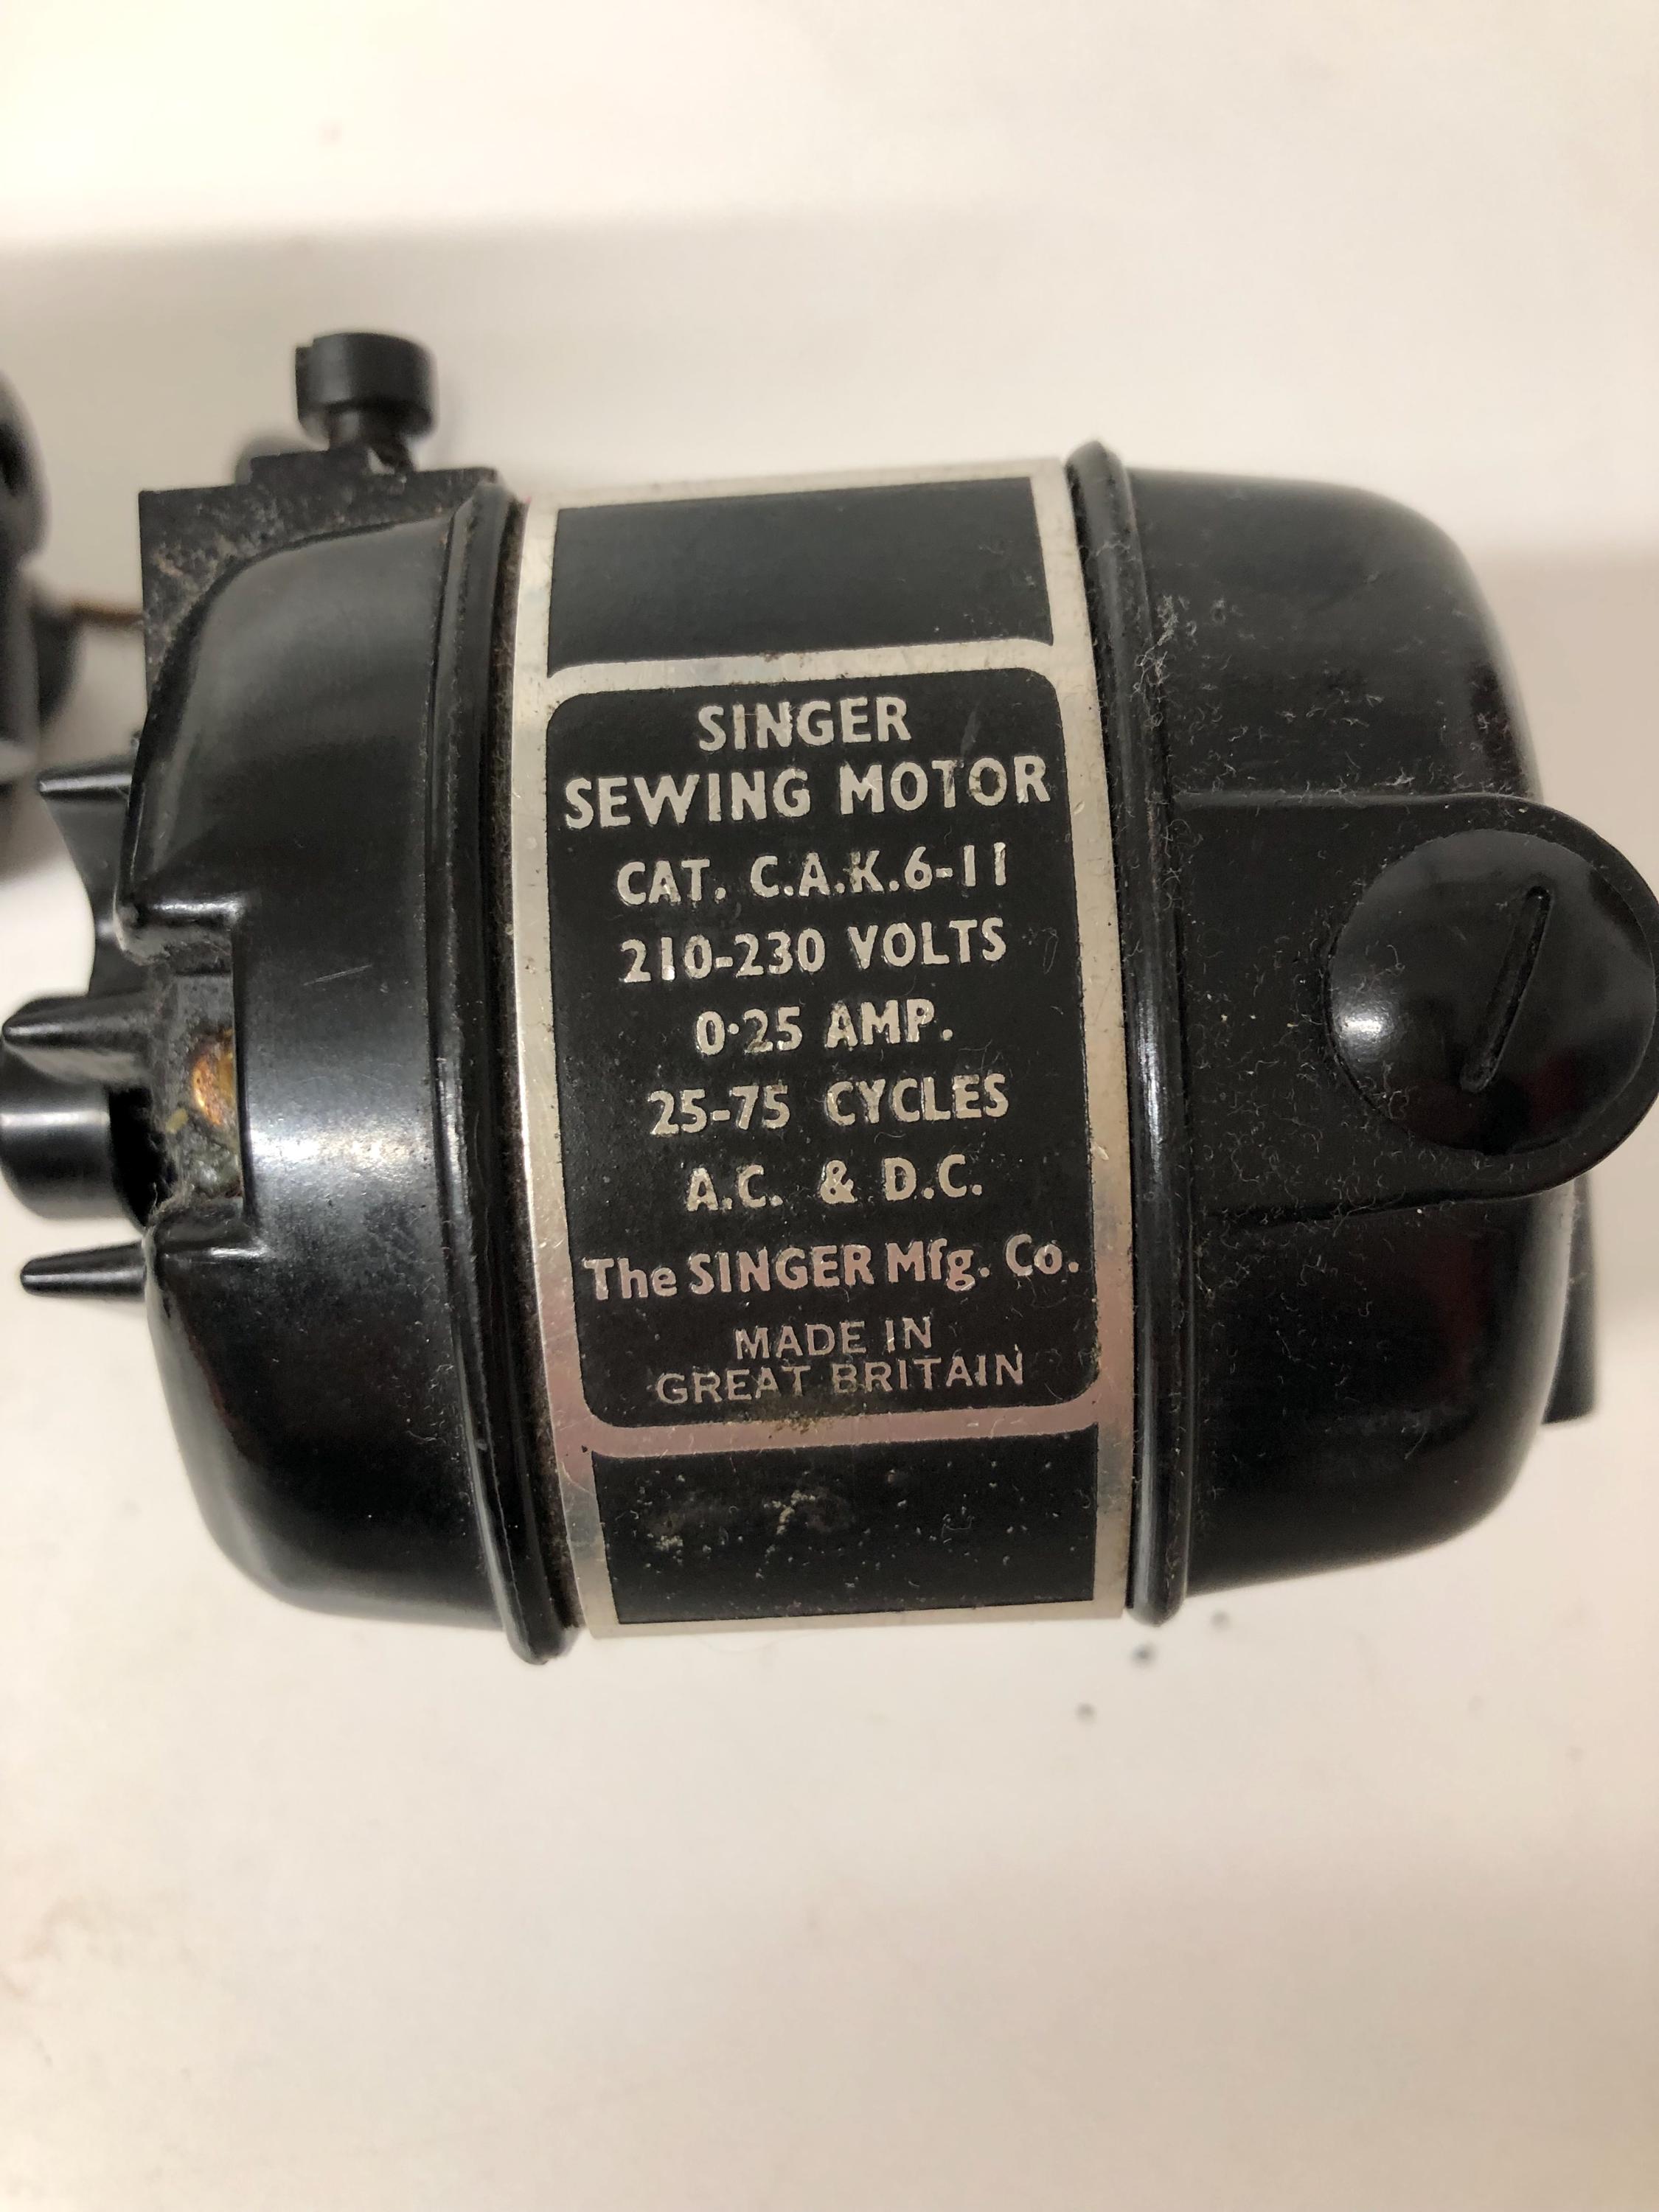 SINGER
SEWING MOTOR
CAT. C.A.K.6-11
210-230 VOLTS
0·25 AMP.
25-75 CYCLES
A.C. & D.C.
The SINGER Mfg. Co.
MADE IN
GREAT BRITAIN